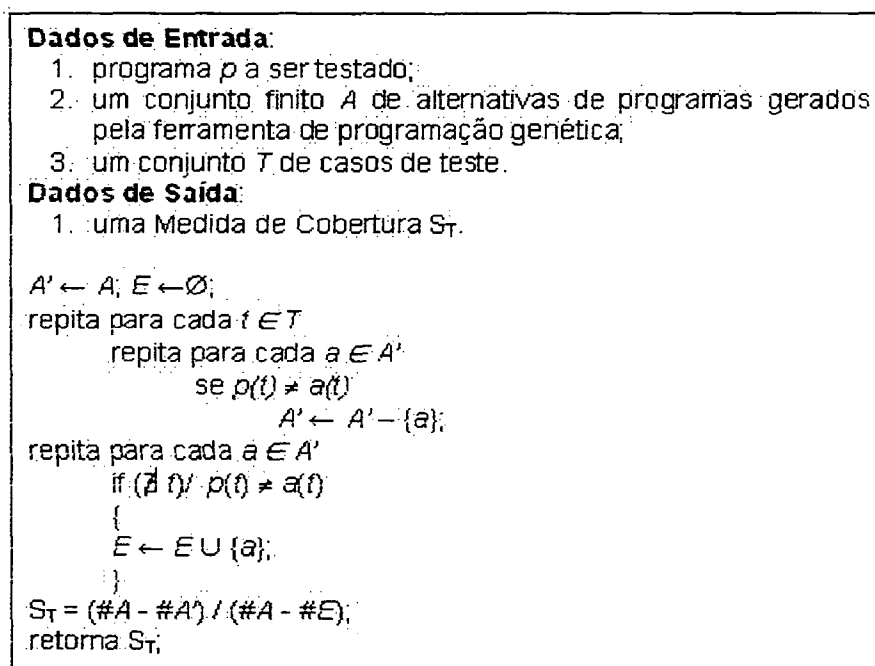 Dados de Entrada:
1. programa p a ser testado;
2. um conjunto finito A de alternativas de programas gerados
pela ferramenta de programação genética;
3. um conjunto T de casos de teste.
Dados de Saída:
1. uma Medida de Cobertura S_T.
A' ← A; E ← ∅;
repita para cada t ∈ T
repita para cada a ∈ A'
se p(t) ≠ a(t)
A' ← A' – {a};
repita para cada a ∈ A'
if (∄ t)/ p(t) ≠ a(t)
{
E ← E ∪ {a};
}
S_T = (#A - #A') / (#A - #E);
retorna S_T;